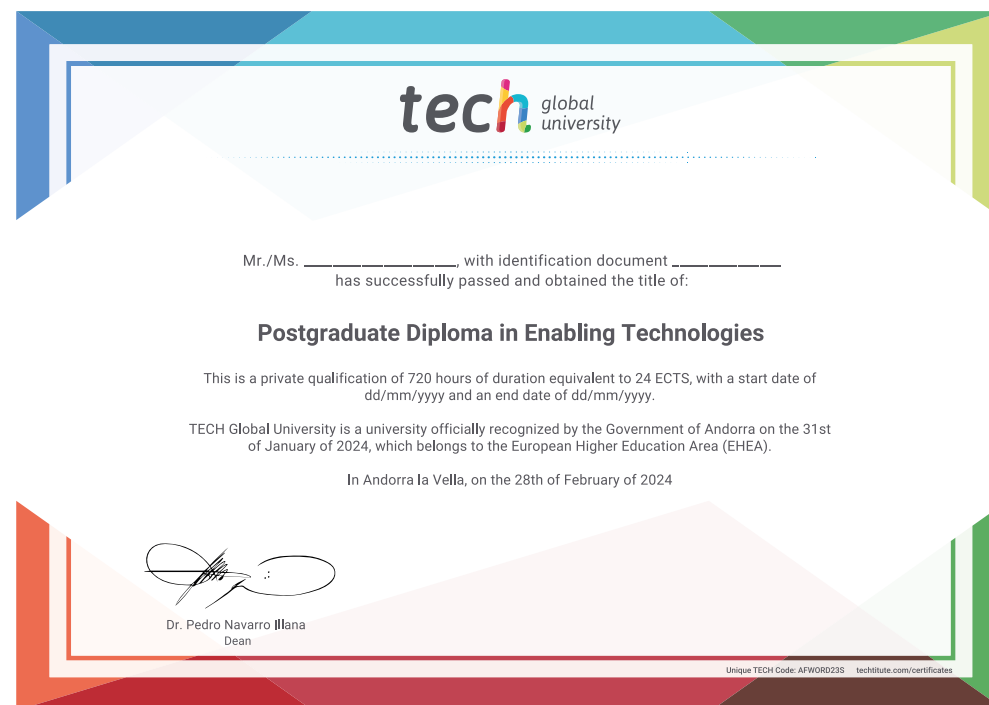 tech global
university
Mr./Ms. ____________________, with identification document ______________
has successfully passed and obtained the title of:
Postgraduate Diploma in Enabling Technologies
This is a private qualification of 720 hours of duration equivalent to 24 ECTS, with a start date of
dd/mm/yyyy and an end date of dd/mm/yyyy.
TECH Global University is a university officially recognized by the Government of Andorra on the 31st
of January of 2024, which belongs to the European Higher Education Area (EHEA).
In Andorra la Vella, on the 28th of February of 2024
Dr. Pedro Navarro Illana
Dean
Unique TECH Code: AFWORD23S techtitute.com/certificates